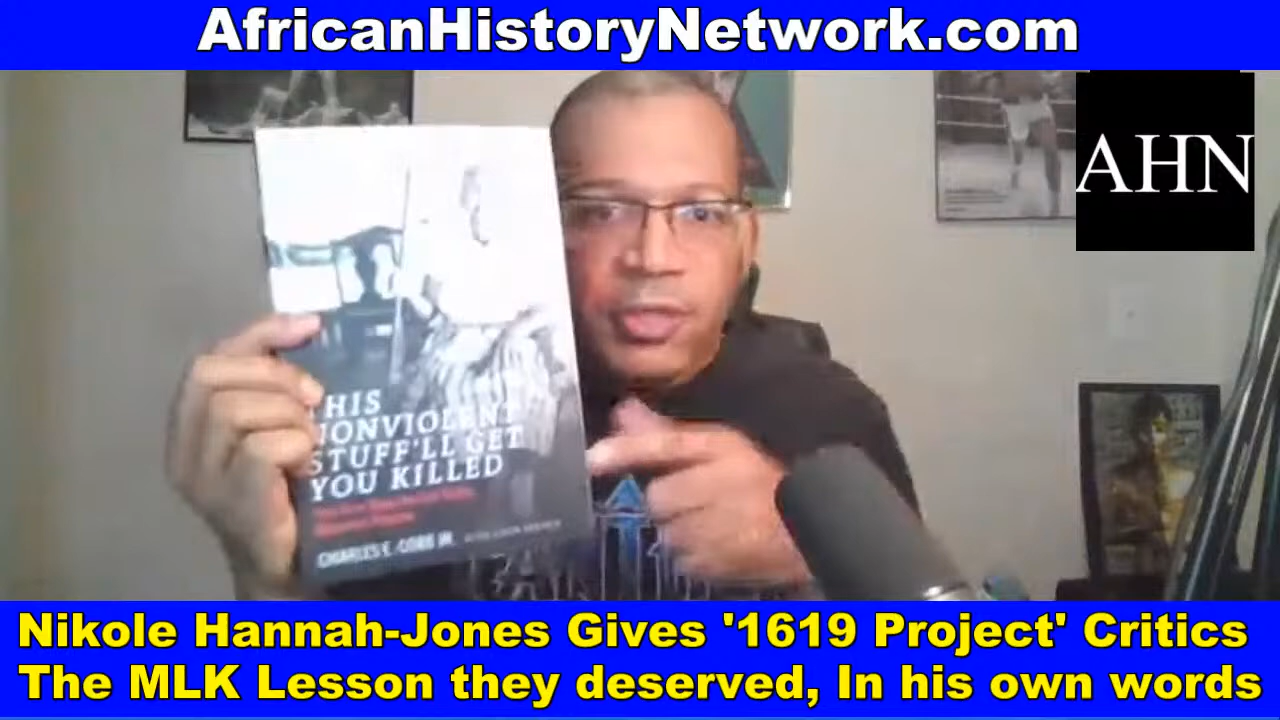 AfricanHistoryNetwork.com
AHN
THIS
NONVIOLENT
STUFF'LL GET
YOU KILLED
CHARLES E. COBB JR.
Nikole Hannah-Jones Gives '1619 Project' Critics
The MLK Lesson they deserved, In his own words